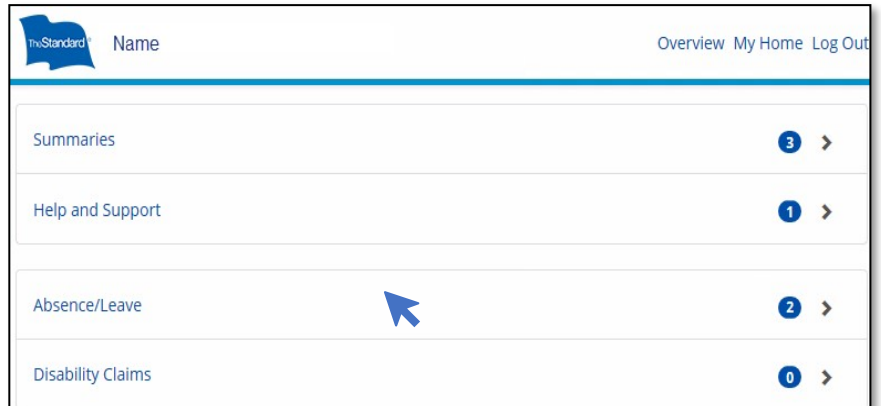 TheStandard® Name Overview My Home Log Out
Summaries 3
Help and Support 1
Absence/Leave 2
Disability Claims 0